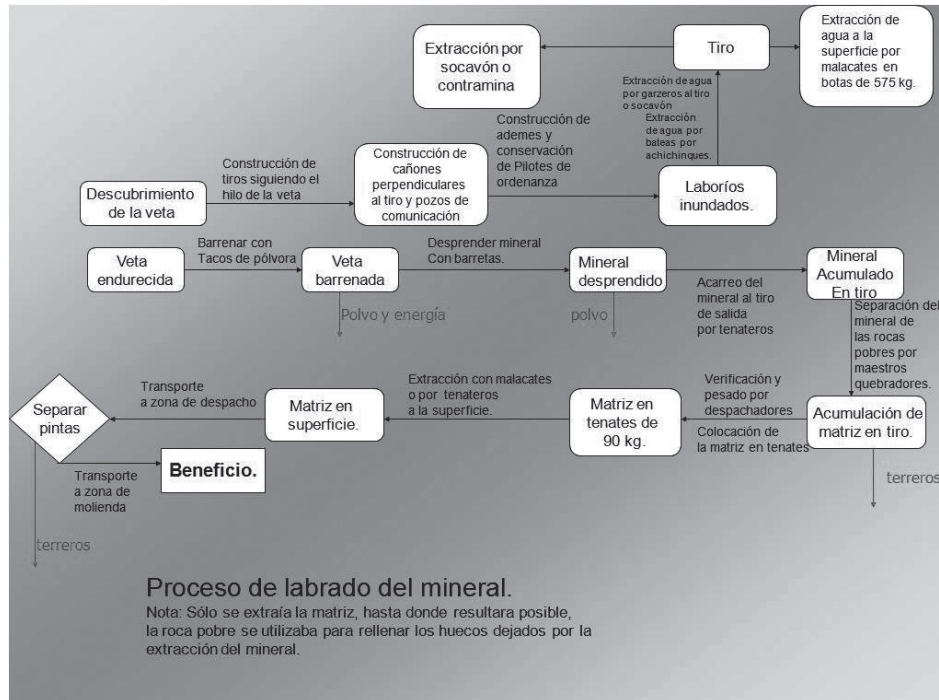 Extracción por
socavón o
contramina
Tiro
Extracción de
agua a la
superficie por
malacates en
botas de 575 kg.
Extracción de agua
por garzeros al tiro
o socavón
Extracción
de agua por
bateas por
achichinques.
Descubrimiento
de la veta
Construcción de
tiros siguiendo el
hilo de la veta
Construcción de
cañones
perpendiculares
al tiro y pozos de
comunicación
Construcción de
ademes y
conservación
de Pilotes de
ordenanza
Laboríos
inundados.
Veta
endurecida
Barrenar con
Tacos de pólvora
Veta
barrenada
Desprender mineral
Con barretas.
Mineral
desprendido
Acarreo del
mineral al tiro
de salida
por tenateros
Mineral
Acumulado
En tiro
Polvo y energía
polvo
Separación del
mineral de
las rocas
pobres por
maestros
quebradores.
Separar
pintas
Transporte
a zona de despacho
Matriz en
superficie.
Extracción con malacates
o por tenateros
a la superficie.
Matriz en
tenates de
90 kg.
Verificación y
pesado por
despachadores
Colocación de
la matriz en tenates
Acumulación de
matriz en tiro.
terreros
Transporte
a zona de
molienda
Beneficio.
terreros
Proceso de labrado del mineral.
Nota: Sólo se extraía la matriz, hasta donde resultara posible,
la roca pobre se utilizaba para rellenar los huecos dejados por la
extracción del mineral.